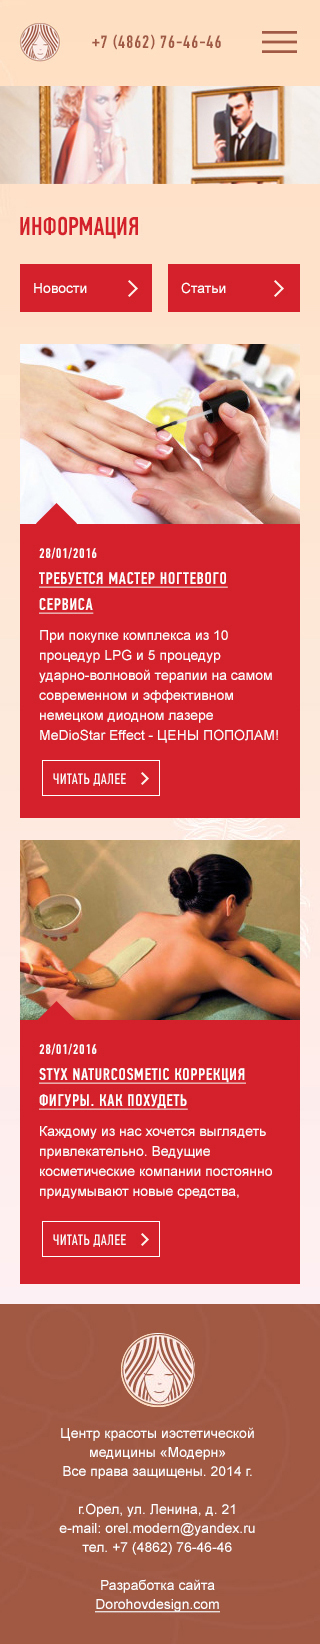 +7 (4862) 76-46-46
ИНФОРМАЦИЯ
Новости
Статьи
28/01/2016
ТРЕБУЕТСЯ МАСТЕР НОГТЕВОГО
СЕРВИСА
При покупке комплекса из 10
процедур LPG и 5 процедур
ударно-волновой терапии на самом
современном и эффективном
немецком диодном лазере
MeDioStar Effect - ЦЕНЫ ПОПОЛАМ!
ЧИТАТЬ ДАЛЕЕ
28/01/2016
STYX NATURCOSMETIC КОРРЕКЦИЯ
ФИГУРЫ. КАК ПОХУДЕТЬ
Каждому из нас хочется выглядеть
привлекательно. Ведущие
косметические компании постоянно
придумывают новые средства,
ЧИТАТЬ ДАЛЕЕ
Центр красоты иэстетической
медицины «Модерн»
Все права защищены. 2014 г.
г.Орел, ул. Ленина, д. 21
e-mail: orel.modern@yandex.ru
тел. +7 (4862) 76-46-46
Разработка сайта
Dorohovdesign.com